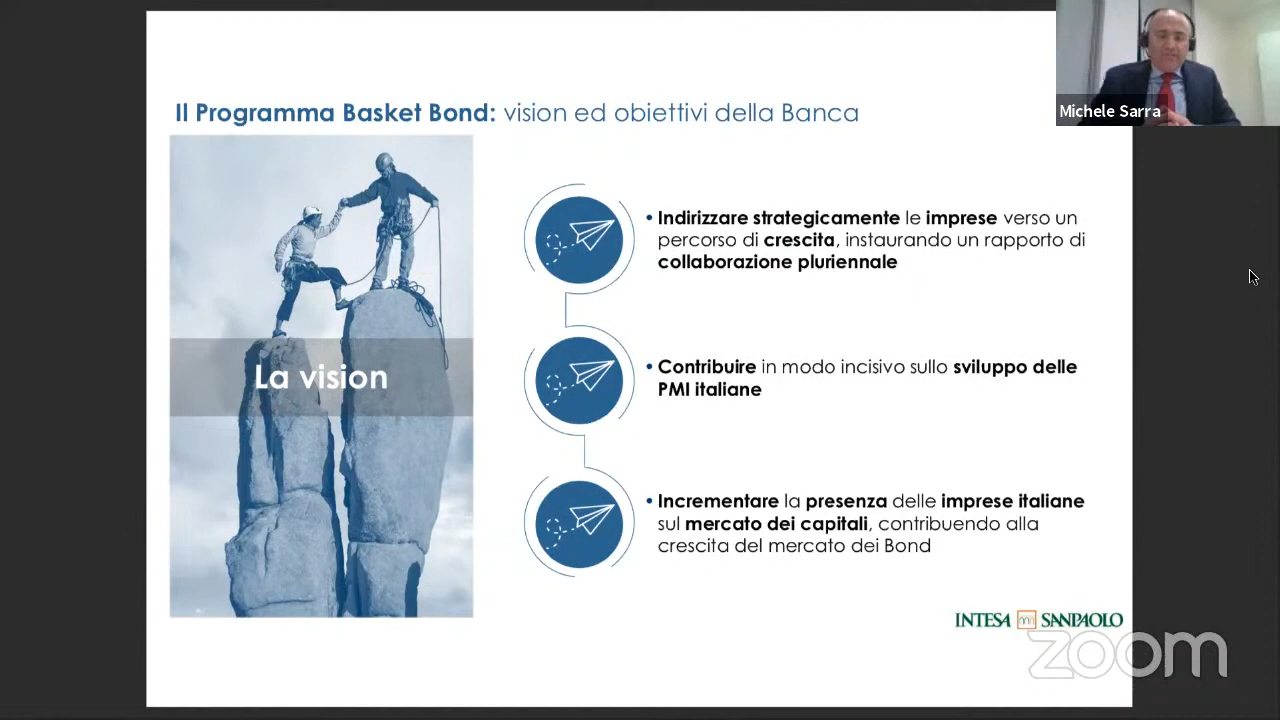 Michele Sarra
Il Programma Basket Bond: vision ed obiettivi della Banca
La vision
• Indirizzare strategicamente le imprese verso un
percorso di crescita, instaurando un rapporto di
collaborazione pluriennale
• Contribuire in modo incisivo sullo sviluppo delle
PMI italiane
• Incrementare la presenza delle imprese italiane
sul mercato dei capitali, contribuendo alla
crescita del mercato dei Bond
INTESA SANPAOLO
zoom